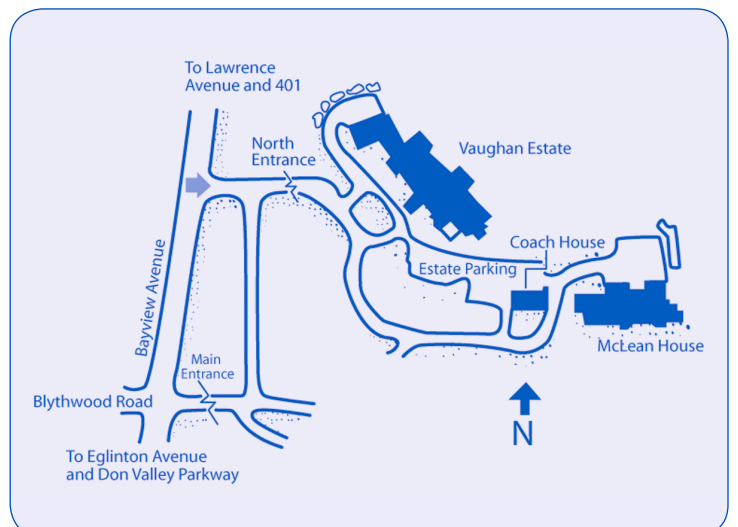 To Lawrence
Avenue and 401
North
Entrance
Vaughan Estate
Coach House
Estate Parking
Bayview Avenue
McLean House
Main
Entrance
Blythwood Road
N
To Eglinton Avenue
and Don Valley Parkway